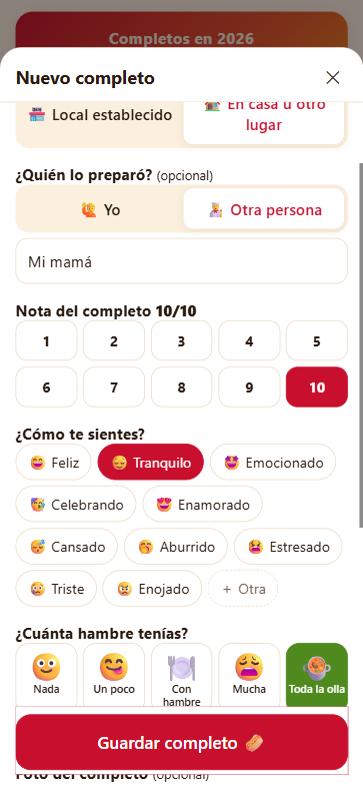 Completos en 2026
Nuevo completo
Local establecido
En casa u otro
lugar
¿Quién lo preparó? (opcional)
Yo
Otra persona
Mi mamá
Nota del completo 10/10
1 2 3 4 5
6 7 8 9 10
¿Cómo te sientes?
Feliz Tranquilo Emocionado
Celebrando Enamorado
Cansado Aburrido Estresado
Triste Enojado + Otra
¿Cuánta hambre tenías?
Nada Un poco Con hambre Mucha Toda la olla
Guardar completo
Foto del completo (opcional)